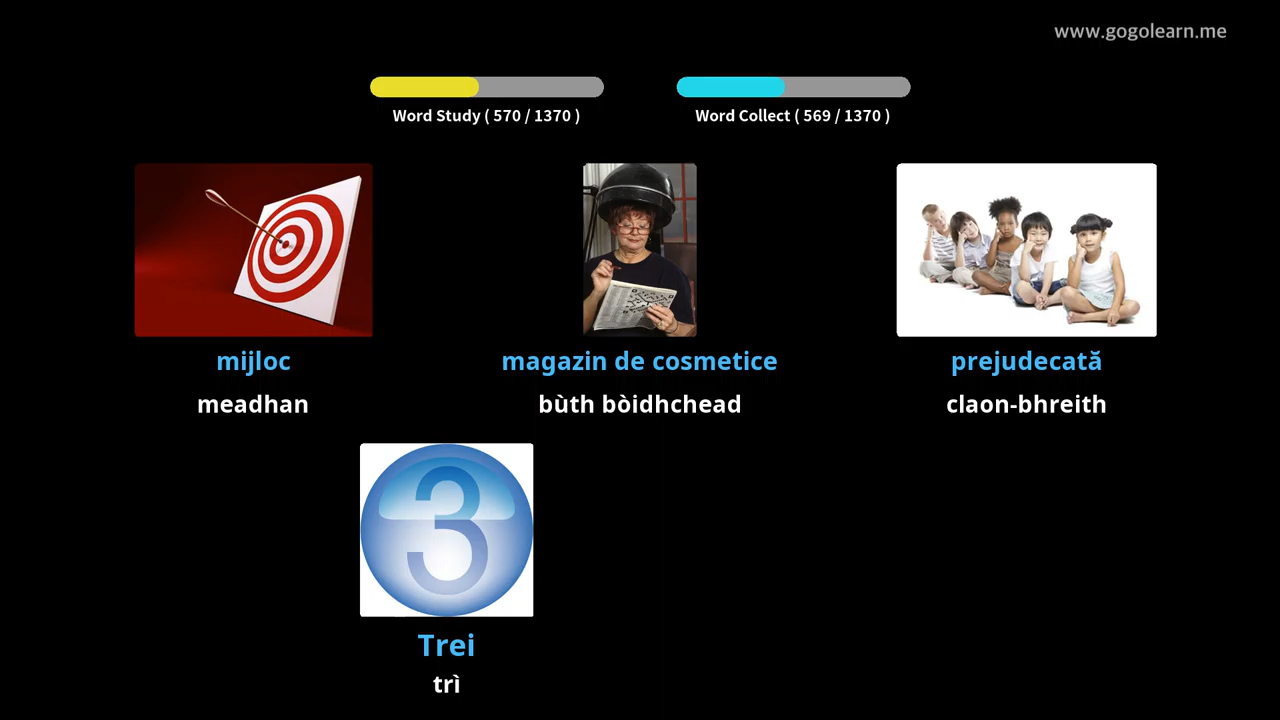 www.gogolearn.me
Word Study ( 570 / 1370 )
Word Collect ( 569 / 1370 )
mijloc
magazin de cosmetice
prejudecată
meadhan
bùth bòidhchead
claon-bhreith
3
Trei
trì